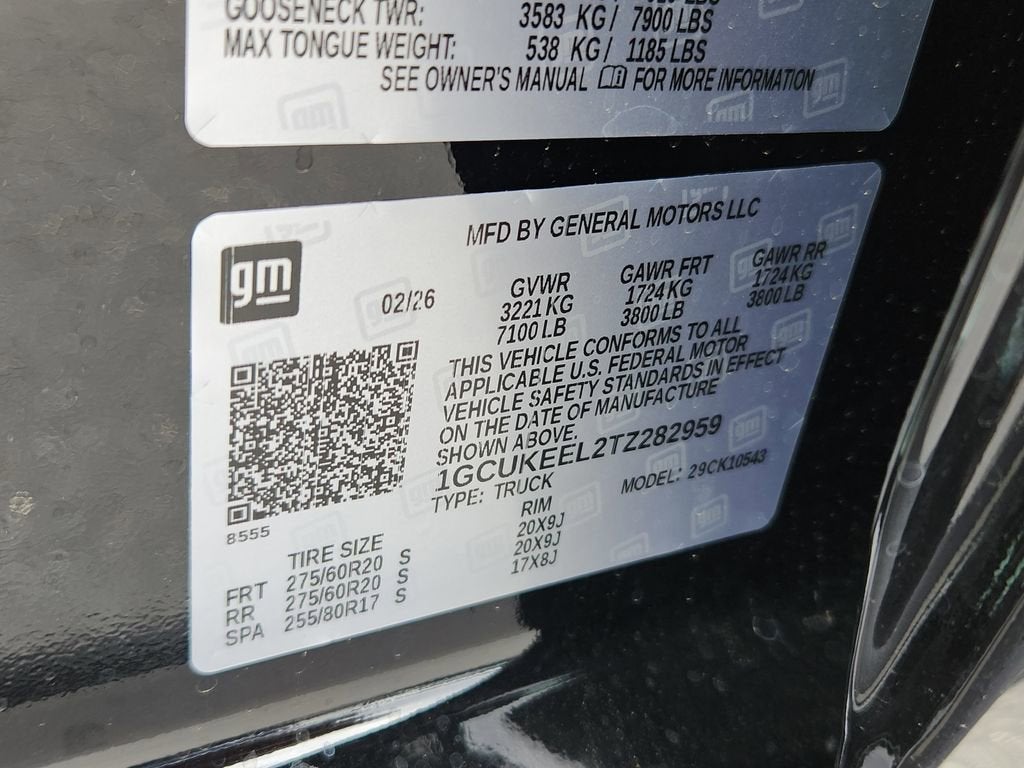 GOOSENECK TWR: 3583 KG / 7900 LBS
MAX TONGUE WEIGHT: 538 KG / 1185 LBS
SEE OWNER'S MANUAL FOR MORE INFORMATION
gm
MFD BY GENERAL MOTORS LLC
02/26
GVWR GAWR FRT GAWR RR
3221 KG 1724 KG 1724 KG
7100 LB 3800 LB 3800 LB
THIS VEHICLE CONFORMS TO ALL
APPLICABLE U.S. FEDERAL MOTOR
VEHICLE SAFETY STANDARDS IN EFFECT
ON THE DATE OF MANUFACTURE
SHOWN ABOVE.
1GCUKEEL2TZ282959
TYPE: TRUCK MODEL: 29CK10543
8555
TIRE SIZE RIM
FRT 275/60R20 S 20X9J
RR 275/60R20 S 20X9J
SPA 255/80R17 S 17X8J